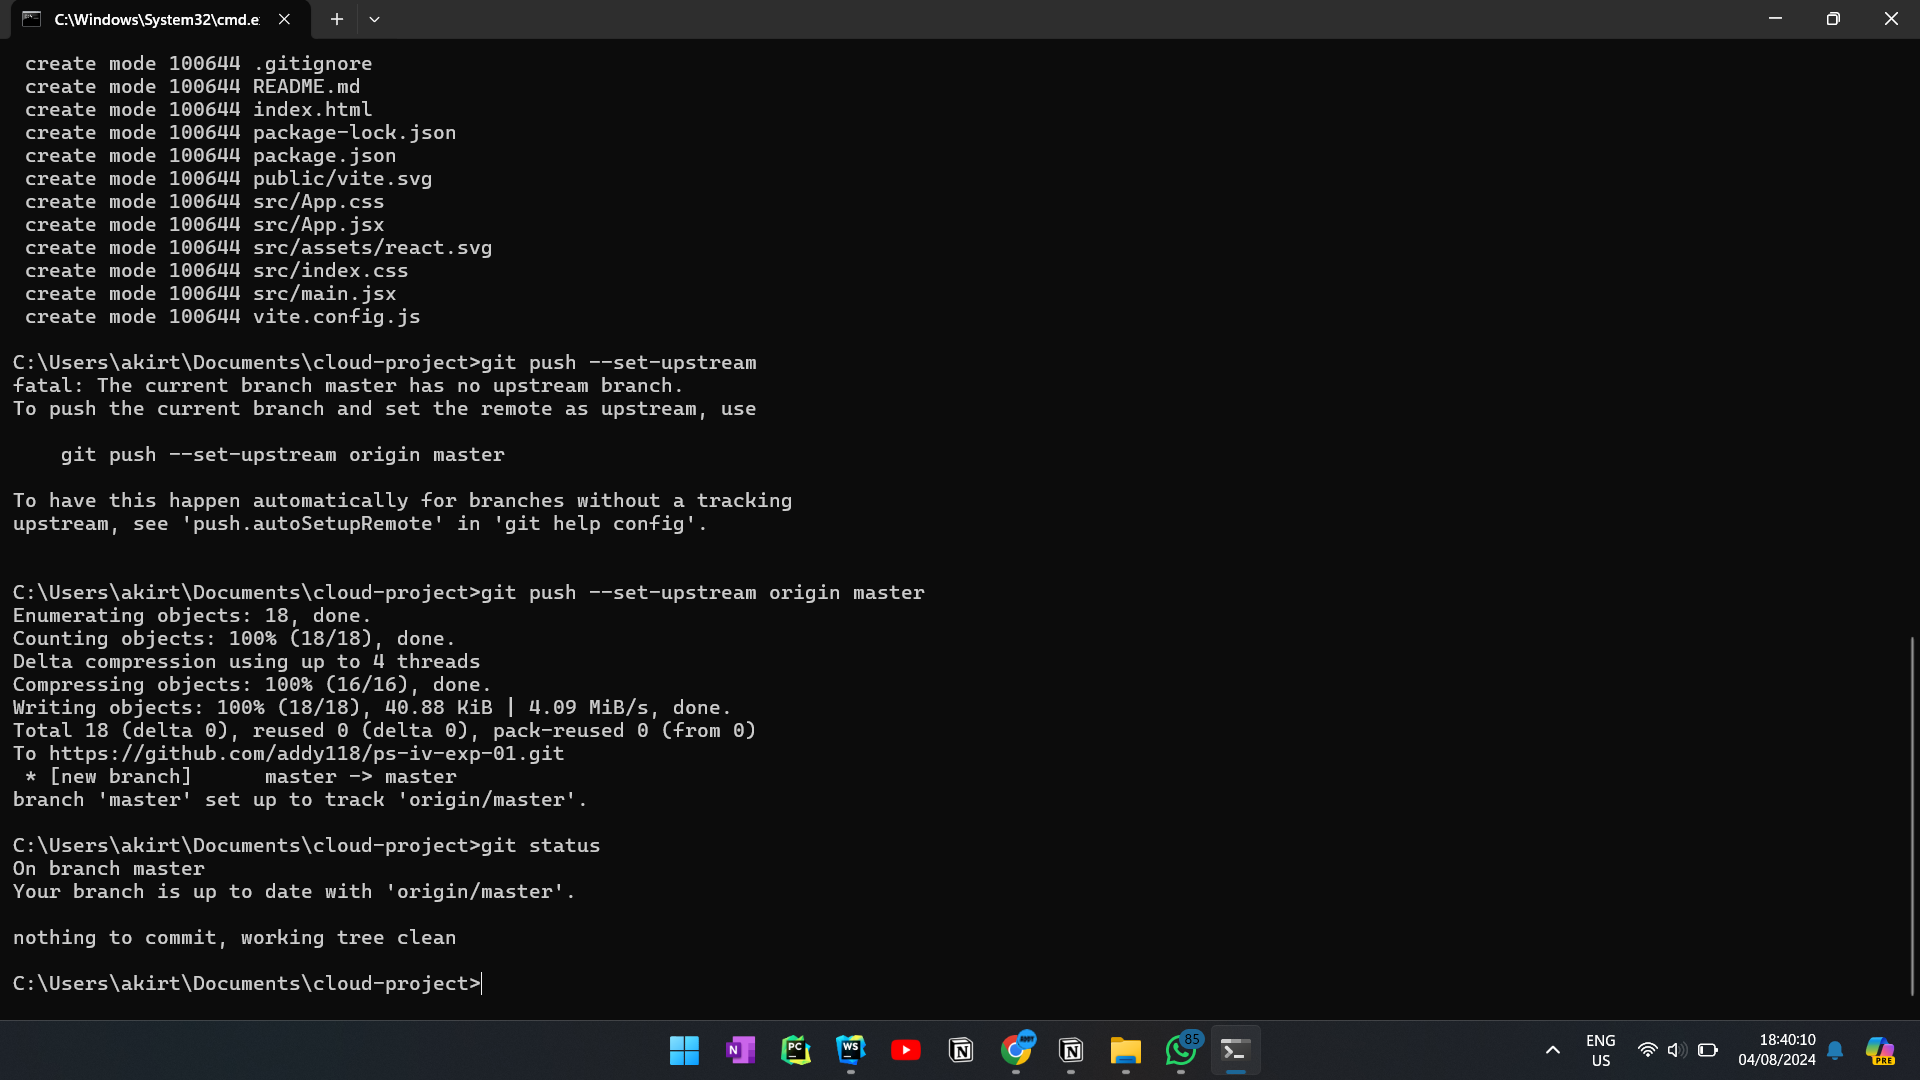 C:\Windows\System32\cmd.e
create mode 100644 .gitignore
create mode 100644 README.md
create mode 100644 index.html
create mode 100644 package-lock.json
create mode 100644 package.json
create mode 100644 public/vite.svg
create mode 100644 src/App.css
create mode 100644 src/App.jsx
create mode 100644 src/assets/react.svg
create mode 100644 src/index.css
create mode 100644 src/main.jsx
create mode 100644 vite.config.js
C:\Users\akirt\Documents\cloud-project>git push --set-upstream
fatal: The current branch master has no upstream branch.
To push the current branch and set the remote as upstream, use
git push --set-upstream origin master
To have this happen automatically for branches without a tracking
upstream, see 'push.autoSetupRemote' in 'git help config'.
C:\Users\akirt\Documents\cloud-project>git push --set-upstream origin master
Enumerating objects: 18, done.
Counting objects: 100% (18/18), done.
Delta compression using up to 4 threads
Compressing objects: 100% (16/16), done.
Writing objects: 100% (18/18), 40.88 KiB | 4.09 MiB/s, done.
Total 18 (delta 0), reused 0 (delta 0), pack-reused 0 (from 0)
To https://github.com/addy118/ps-iv-exp-01.git
* [new branch]      master -> master
branch 'master' set up to track 'origin/master'.
C:\Users\akirt\Documents\cloud-project>git status
On branch master
Your branch is up to date with 'origin/master'.
nothing to commit, working tree clean
C:\Users\akirt\Documents\cloud-project>
N
PC
WS
N
ADDY
N
85
ENG
US
18:40:10
04/08/2024
PRE